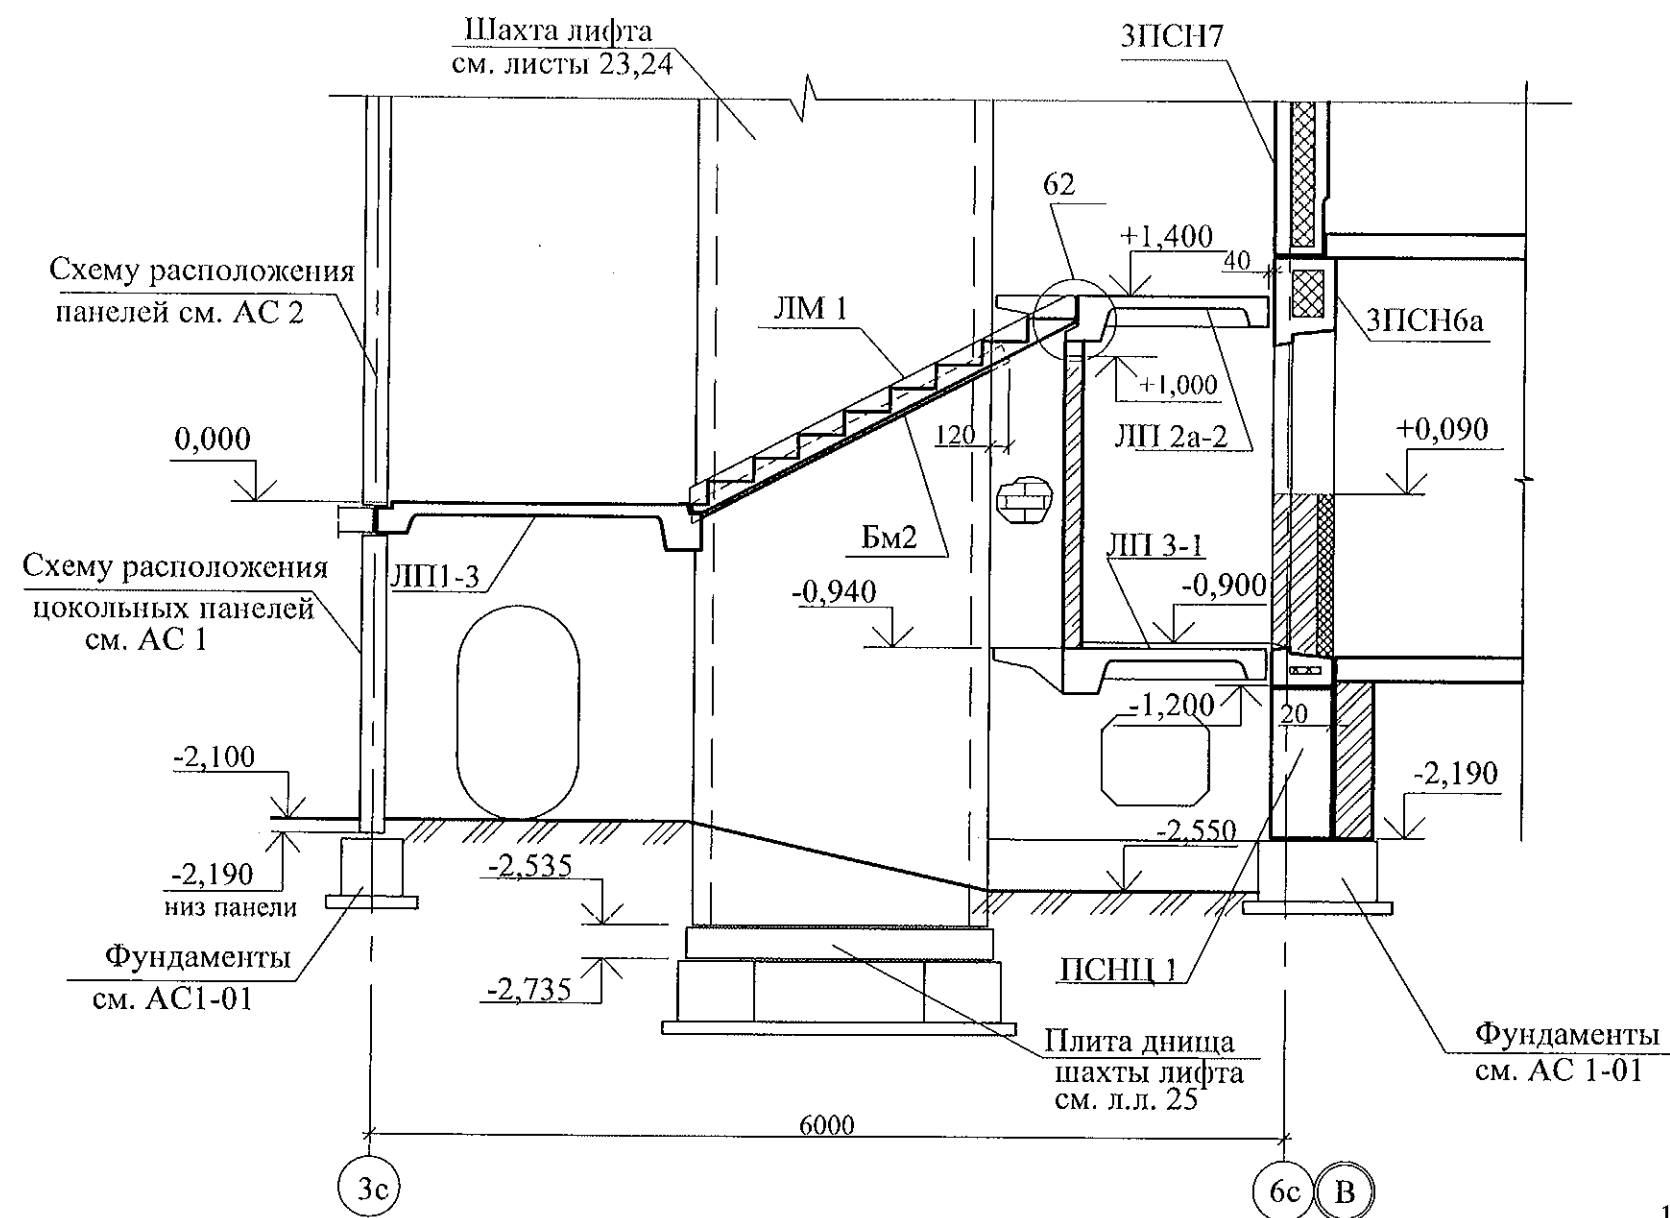 Шахта лифта
см. листы 23,24
3ПСН7
62
+1,400
40
Схему расположения
панелей см. АС 2
ЛМ 1
3ПСН6а
+1,000
0,000
120
ЛП 2а-2
+0,090
Бм2
ЛП 3-1
Схему расположения
цокольных панелей
см. АС 1
ЛП1-3
-0,940
-0,900
-1,200
20
-2,100
-2,190
-2,550
-2,190
низ панели
-2,535
Фундаменты
см. АС1-01
-2,735
ПСНЦ 1
Плита днища
шахты лифта
см. л.л. 25
Фундаменты
см. АС 1-01
6000
3с
6с
В
1